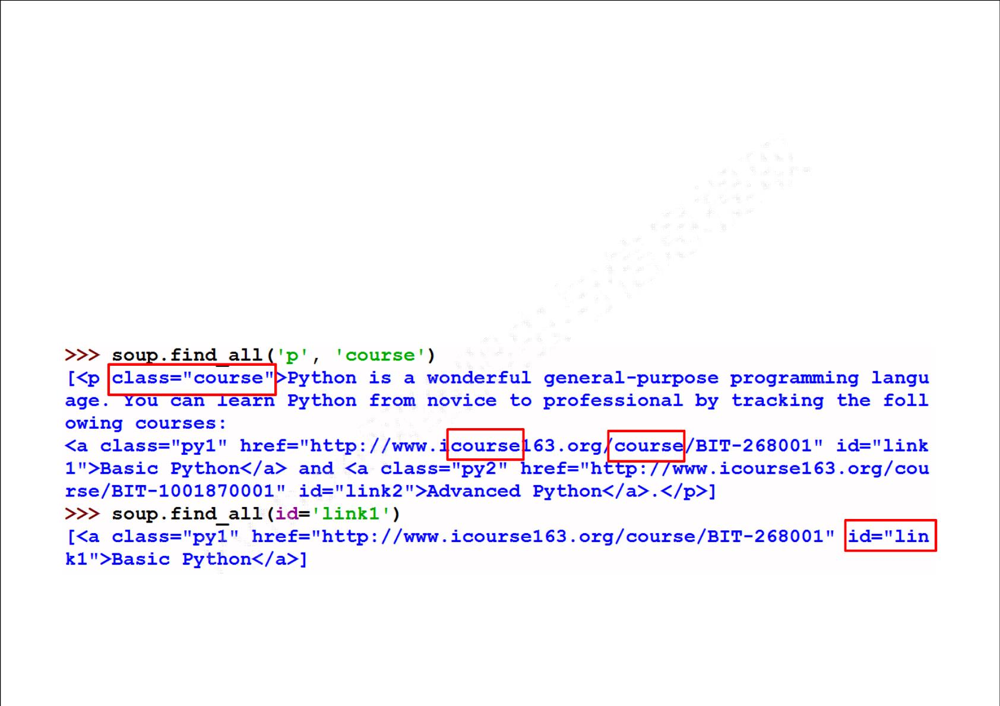 >>> soup.find_all('p', 'course')
[<p class="course">Python is a wonderful general-purpose programming langu
age. You can learn Python from novice to professional by tracking the foll
owing courses:
<a class="py1" href="http://www.icourse163.org/course/BIT-268001" id="link
1">Basic Python</a> and <a class="py2" href="http://www.icourse163.org/cou
rse/BIT-1001870001" id="link2">Advanced Python</a>.</p>]
>>> soup.find_all(id='link1')
[<a class="py1" href="http://www.icourse163.org/course/BIT-268001" id="lin
k1">Basic Python</a>]